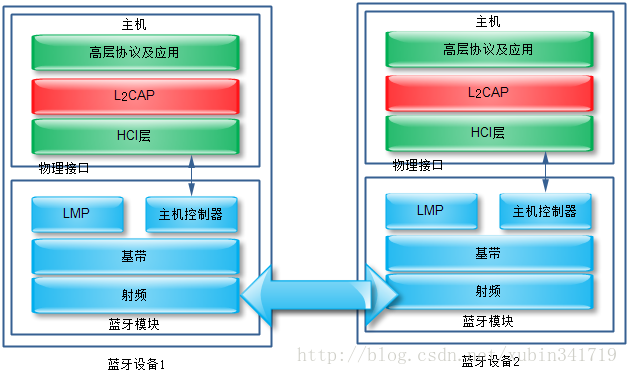 主机
高层协议及应用
L2CAP
HCI层
物理接口
LMP
主机控制器
基带
射频
蓝牙模块
蓝牙设备1
主机
高层协议及应用
L2CAP
HCI层
物理接口
LMP
主机控制器
基带
射频
蓝牙模块
蓝牙设备2
http://blog.csdn.net/xubin341719